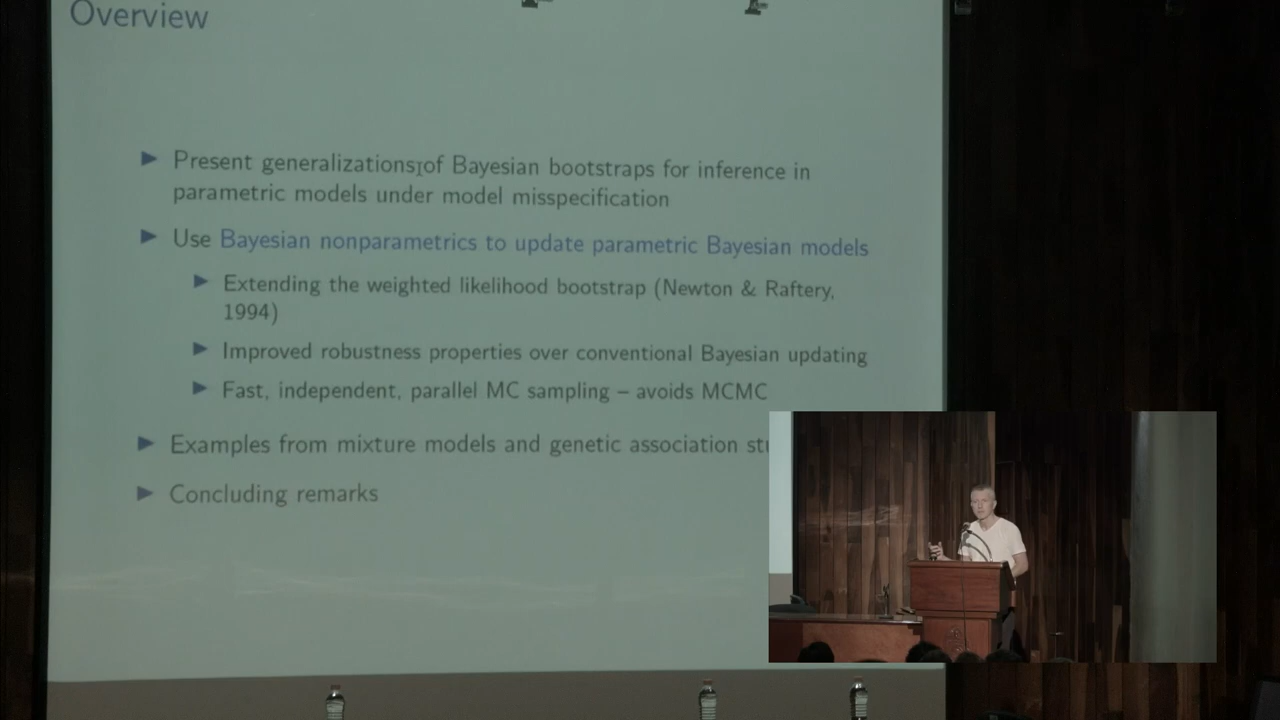 Overview
Present generalizations of Bayesian bootstraps for inference in
parametric models under model misspecification
Use Bayesian nonparametrics to update parametric Bayesian models
Extending the weighted likelihood bootstrap (Newton & Raftery,
1994)
Improved robustness properties over conventional Bayesian updating
Fast, independent, parallel MC sampling – avoids MCMC
Examples from mixture models and genetic association
Concluding remarks